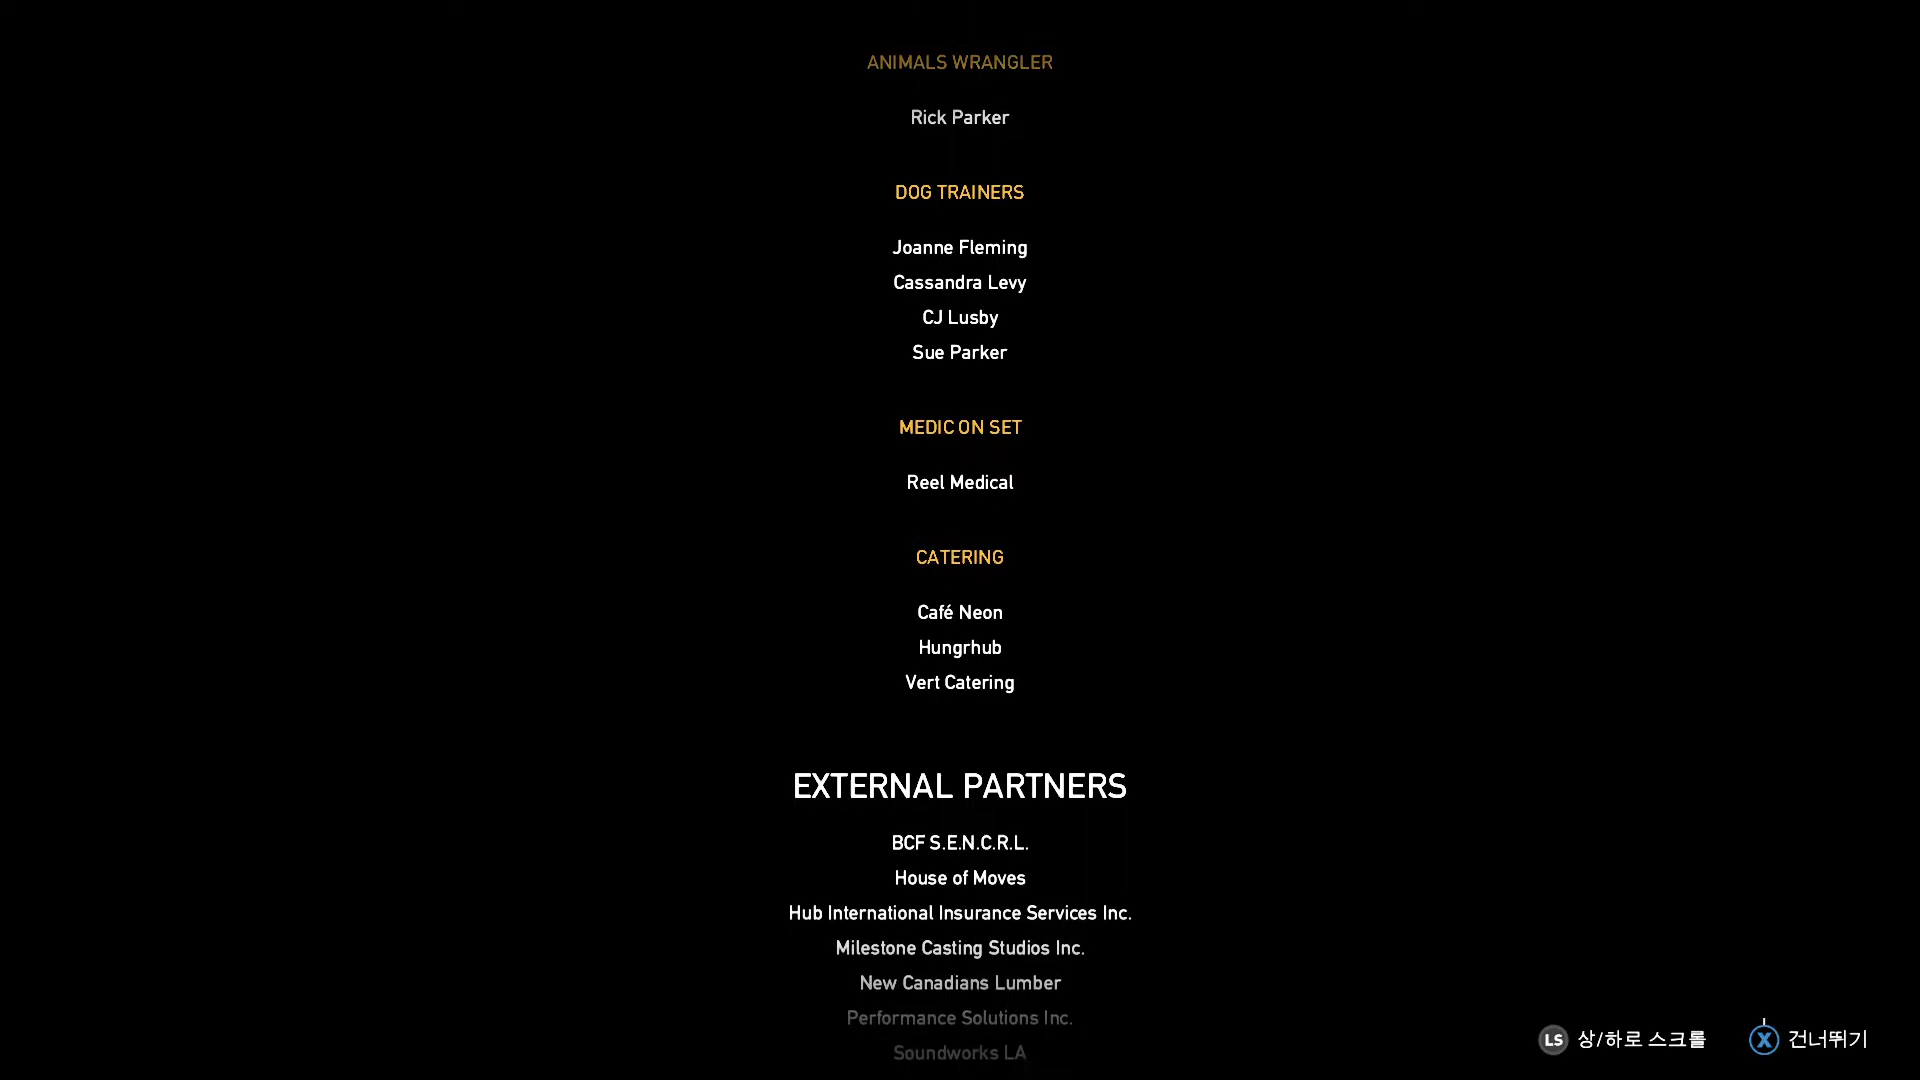 ANIMALS WRANGLER
Rick Parker
DOG TRAINERS
Joanne Fleming
Cassandra Levy
CJ Lusby
Sue Parker
MEDIC ON SET
Reel Medical
CATERING
Café Neon
Hungrhub
Vert Catering
EXTERNAL PARTNERS
BCF S.E.N.C.R.L.
House of Moves
Hub International Insurance Services Inc.
Milestone Casting Studios Inc.
New Canadians Lumber
Performance Solutions Inc.
Soundworks LA
LS 상/하로 스크롤 X 건너뛰기